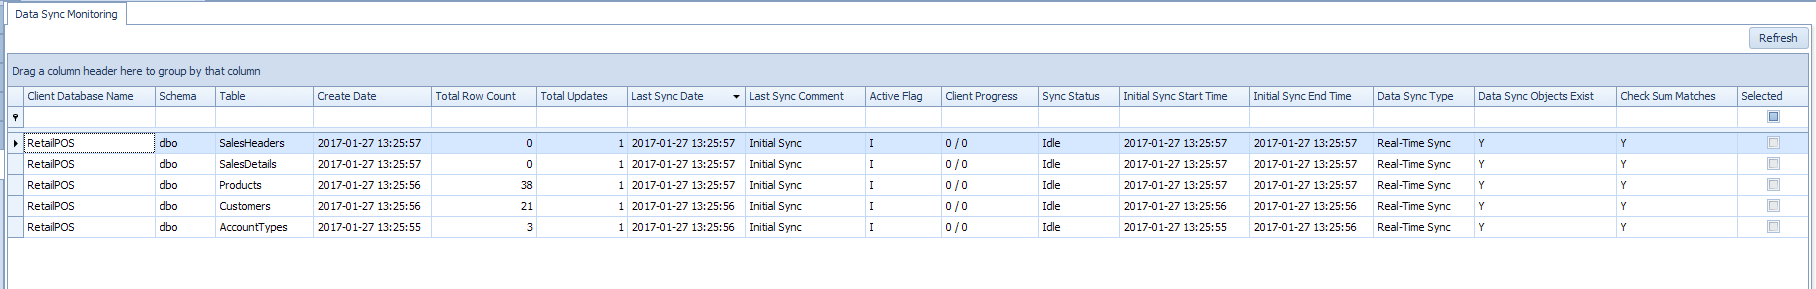 Data Sync Monitoring
Refresh
Drag a column header here to group by that column
Client Database Name Schema Table Create Date Total Row Count Total Updates Last Sync Date Last Sync Comment Active Flag Client Progress Sync Status Initial Sync Start Time Initial Sync End Time Data Sync Type Data Sync Objects Exist Check Sum Matches Selected
RetailPOS dbo SalesHeaders 2017-01-27 13:25:57 0 1 2017-01-27 13:25:57 Initial Sync I 0 / 0 Idle 2017-01-27 13:25:57 2017-01-27 13:25:57 Real-Time Sync Y Y
RetailPOS dbo SalesDetails 2017-01-27 13:25:57 0 1 2017-01-27 13:25:57 Initial Sync I 0 / 0 Idle 2017-01-27 13:25:57 2017-01-27 13:25:57 Real-Time Sync Y Y
RetailPOS dbo Products 2017-01-27 13:25:56 38 1 2017-01-27 13:25:57 Initial Sync I 0 / 0 Idle 2017-01-27 13:25:57 2017-01-27 13:25:57 Real-Time Sync Y Y
RetailPOS dbo Customers 2017-01-27 13:25:56 21 1 2017-01-27 13:25:56 Initial Sync I 0 / 0 Idle 2017-01-27 13:25:56 2017-01-27 13:25:56 Real-Time Sync Y Y
RetailPOS dbo AccountTypes 2017-01-27 13:25:55 3 1 2017-01-27 13:25:56 Initial Sync I 0 / 0 Idle 2017-01-27 13:25:55 2017-01-27 13:25:56 Real-Time Sync Y Y